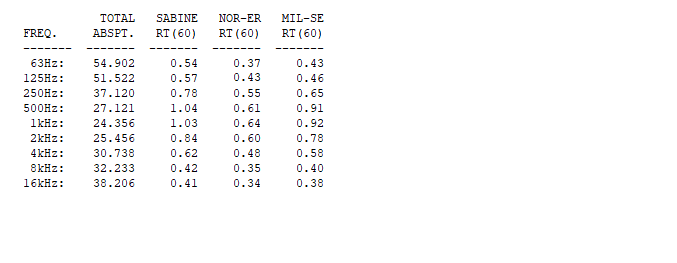 TOTAL SABINE NOR-ER MIL-SE
FREQ. ABSPT. RT(60) RT(60) RT(60)
------- ------- ------- ------- -------
63Hz: 54.902 0.54 0.37 0.43
125Hz: 51.522 0.57 0.43 0.46
250Hz: 37.120 0.78 0.55 0.65
500Hz: 27.121 1.04 0.61 0.91
1kHz: 24.356 1.03 0.64 0.92
2kHz: 25.456 0.84 0.60 0.78
4kHz: 30.738 0.62 0.48 0.58
8kHz: 32.233 0.42 0.35 0.40
16kHz: 38.206 0.41 0.34 0.38